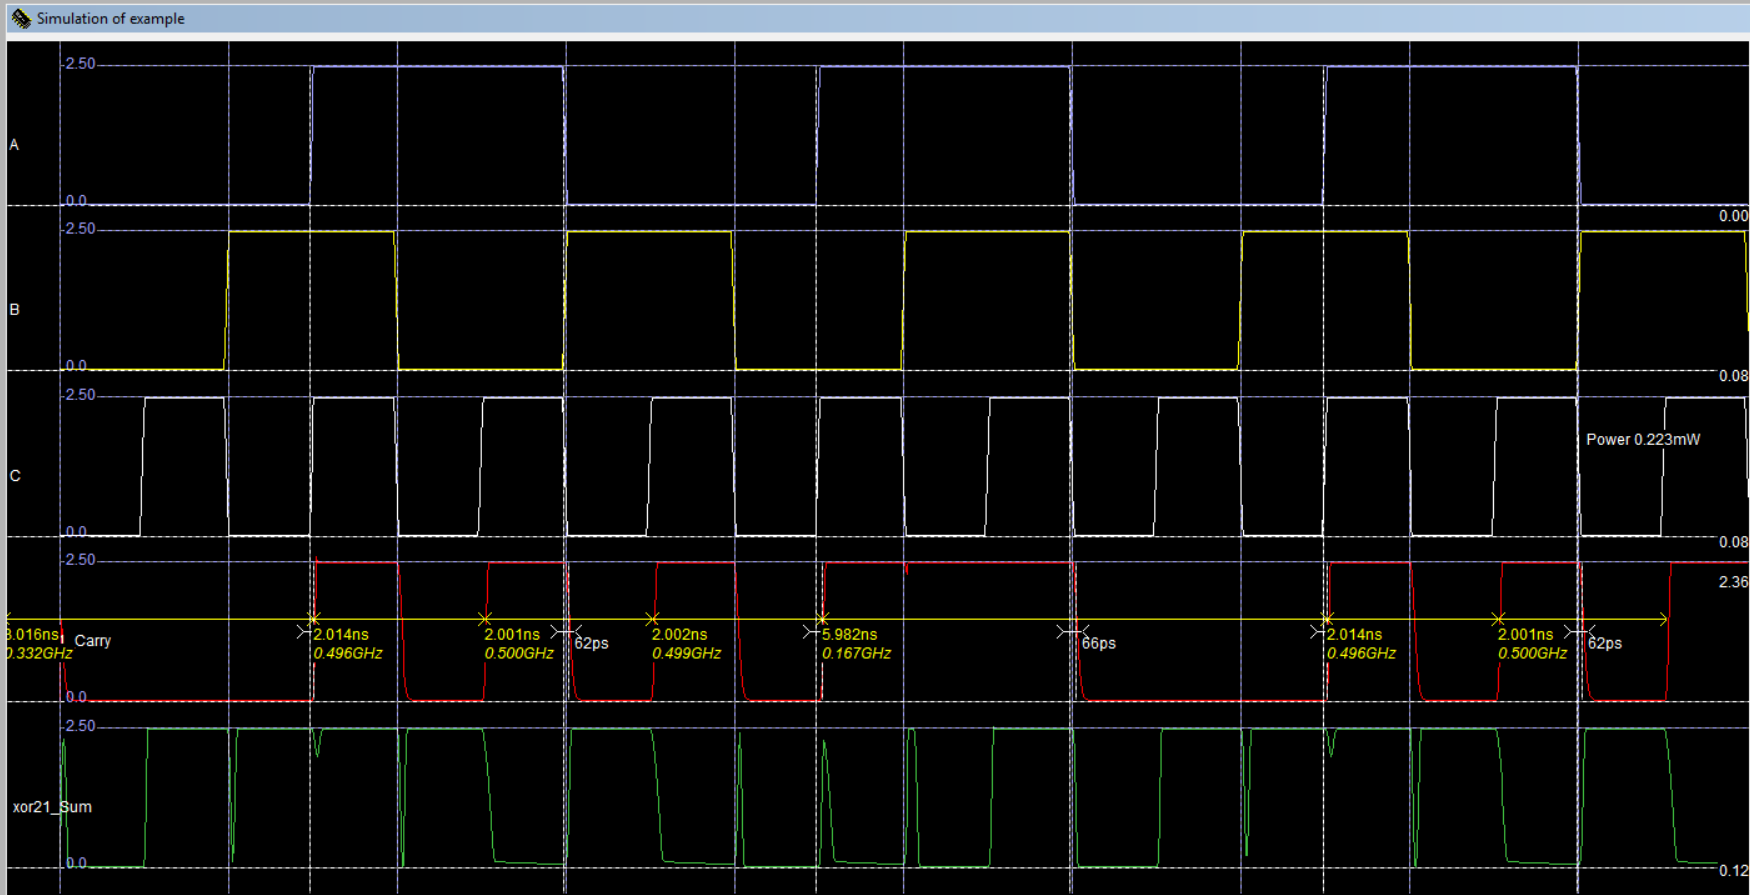 Simulation of example
2.50
A
0.0
0.00
2.50
B
0.0
0.08
2.50
Power 0.223mW
C
0.0
0.08
2.50
2.36
3.016ns Carry 2.014ns 2.001ns 62ps 2.002ns 5.982ns 66ps 2.014ns 2.001ns 62ps
0.332GHz 0.496GHz 0.500GHz 0.499GHz 0.167GHz 0.496GHz 0.500GHz
0.0
2.50
xor21_Sum
0.0
0.12